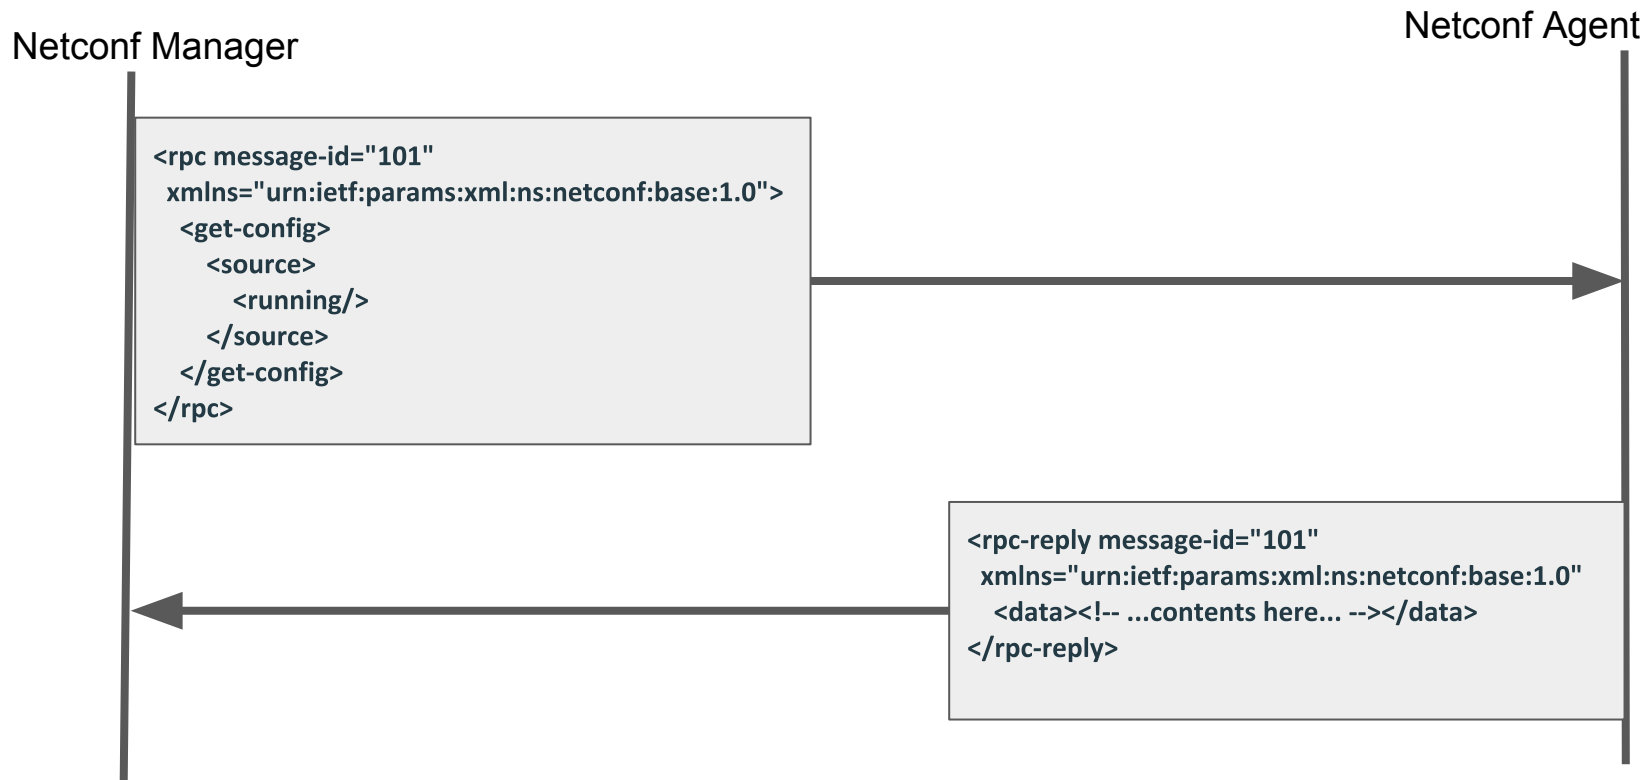 Netconf Manager
Netconf Agent
<rpc message-id="101"
xmlns="urn:ietf:params:xml:ns:netconf:base:1.0">
<get-config>
<source>
<running/>
</source>
</get-config>
</rpc>
<rpc-reply message-id="101"
xmlns="urn:ietf:params:xml:ns:netconf:base:1.0"
<data><!-- ...contents here... --></data>
</rpc-reply>